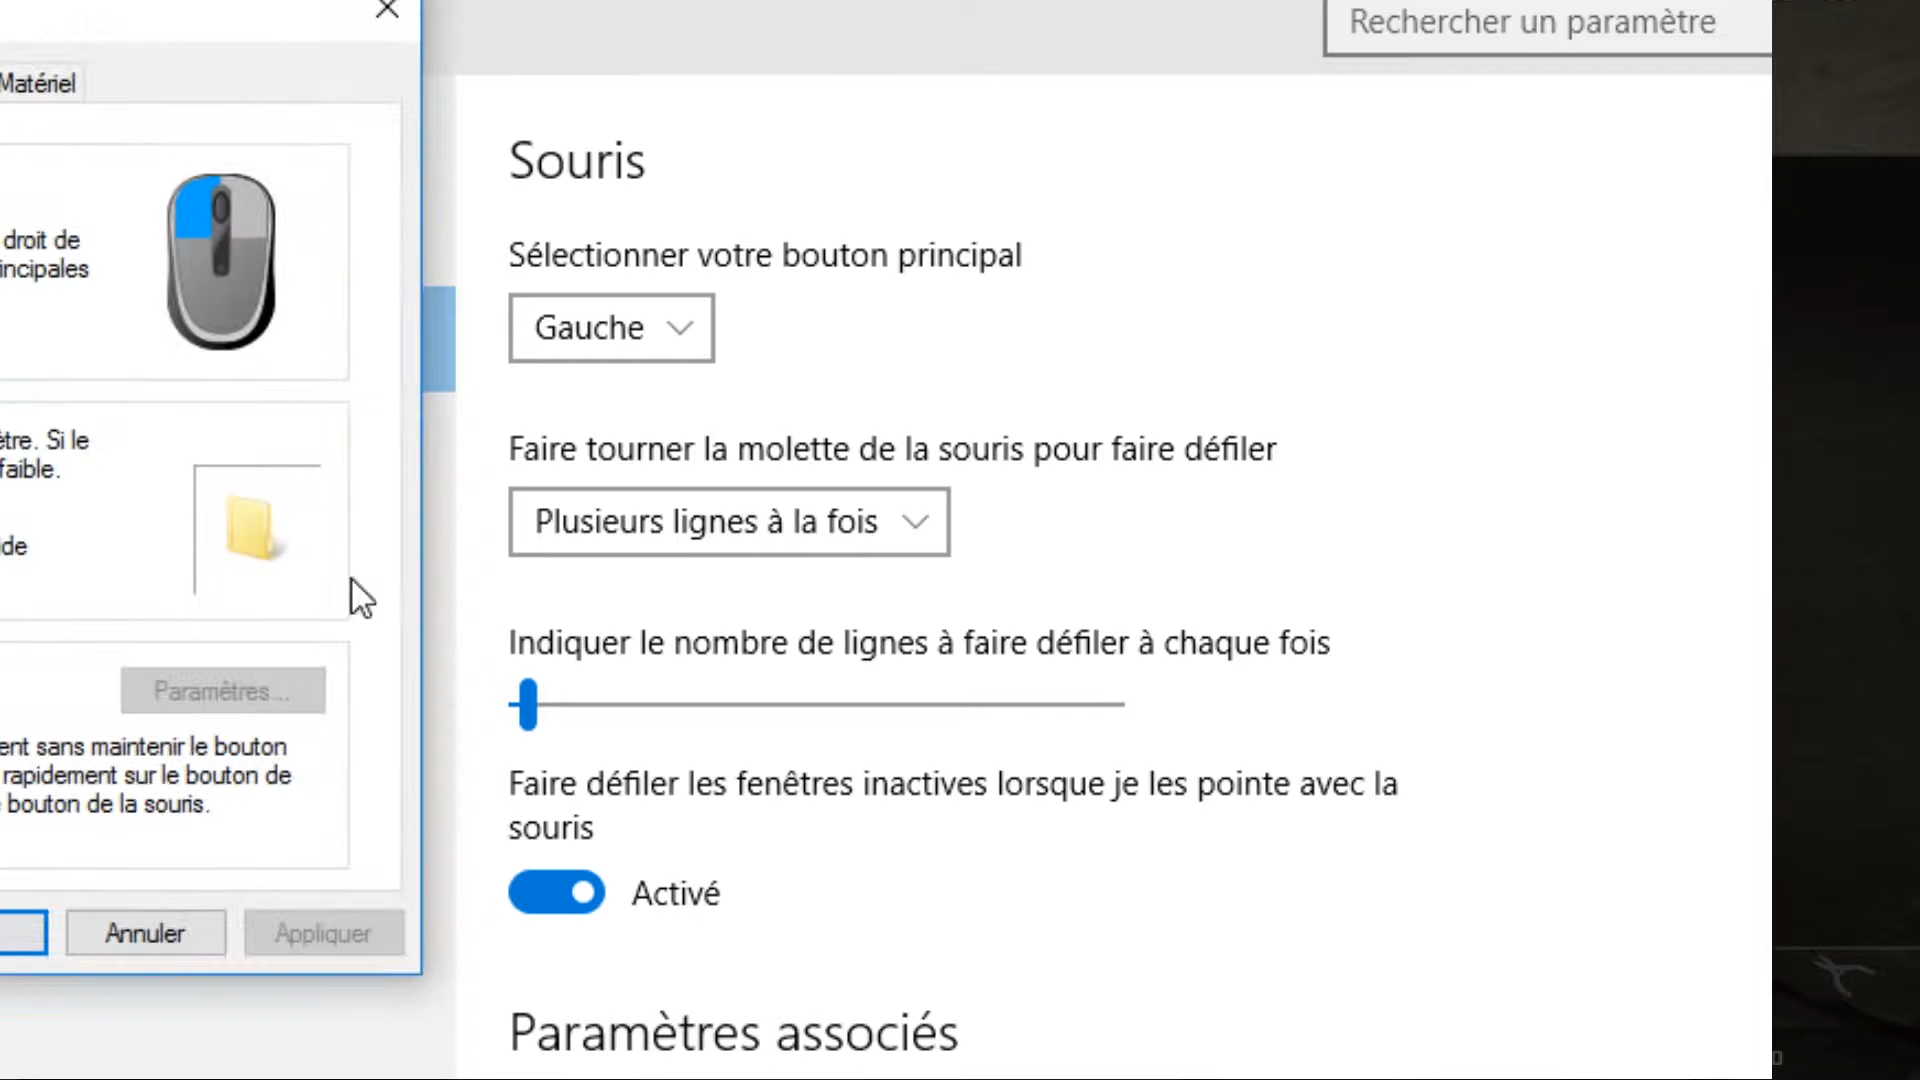 Matériel
droit de
incipales
être. Si le
faible.
ide
Paramètres...
ent sans maintenir le bouton
rapidement sur le bouton de
bouton de la souris.
Annuler
Appliquer
Rechercher un paramètre
Souris
Sélectionner votre bouton principal
Gauche
Faire tourner la molette de la souris pour faire défiler
Plusieurs lignes à la fois
Indiquer le nombre de lignes à faire défiler à chaque fois
Faire défiler les fenêtres inactives lorsque je les pointe avec la
souris
Activé
Paramètres associés